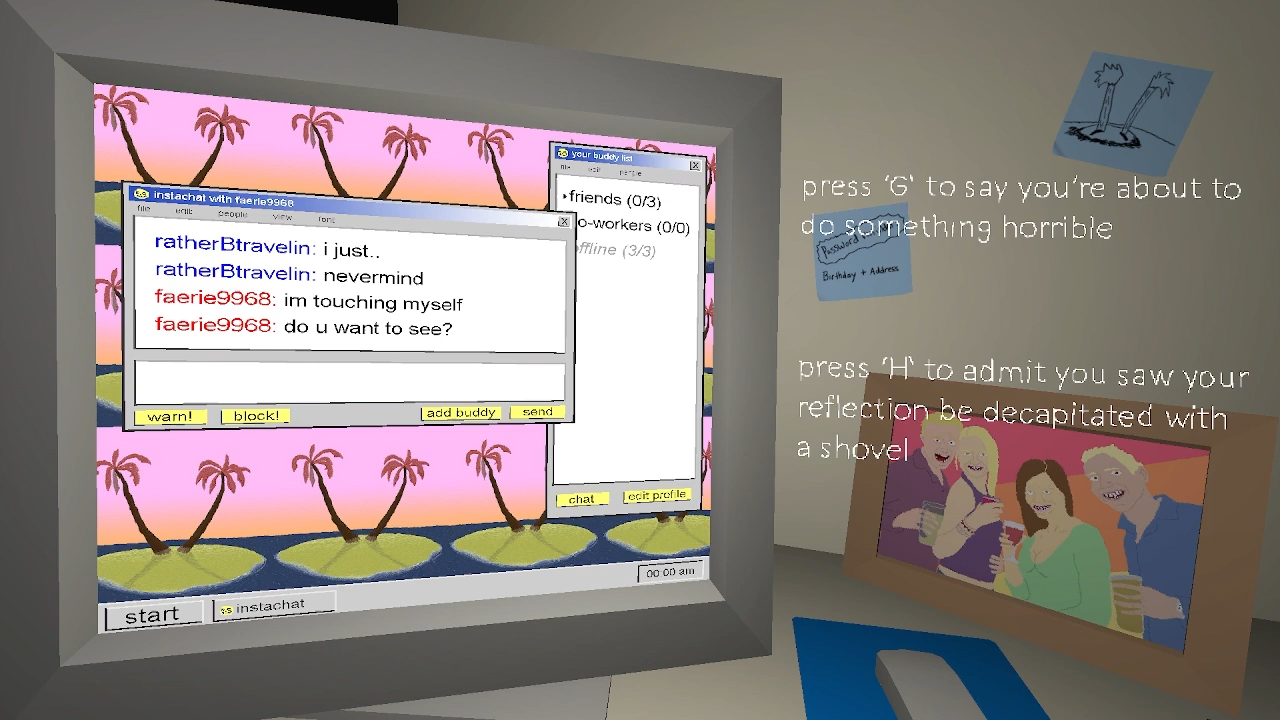 instachat with faerie9968
file edit people view font
ratherBtravelin: i just..
ratherBtravelin: nevermind
faerie9968: im touching myself
faerie9968: do u want to see?
warn! block! add buddy send
your buddy list
file edit people
friends (0/3)
o-workers (0/0)
offline (3/3)
chat edit profile
start instachat 00:00 am
press 'G' to say you're about to
do something horrible
Password
Birthday + Address
press 'H' to admit you saw your
reflection be decapitated with
a shovel